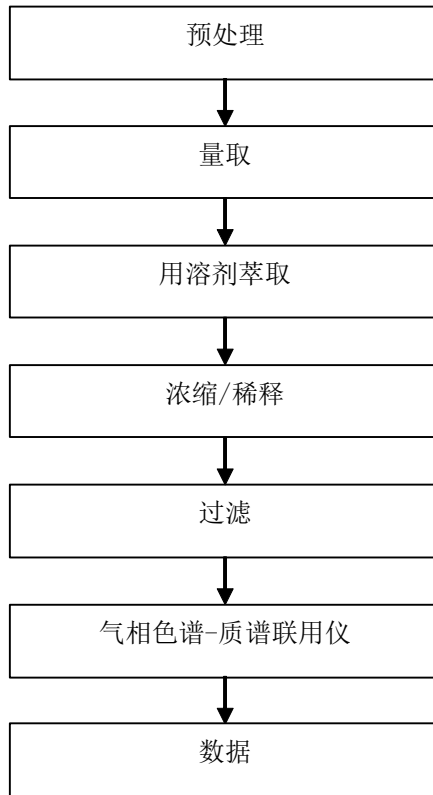 预处理
量取
用溶剂萃取
浓缩/稀释
过滤
气相色谱-质谱联用仪
数据